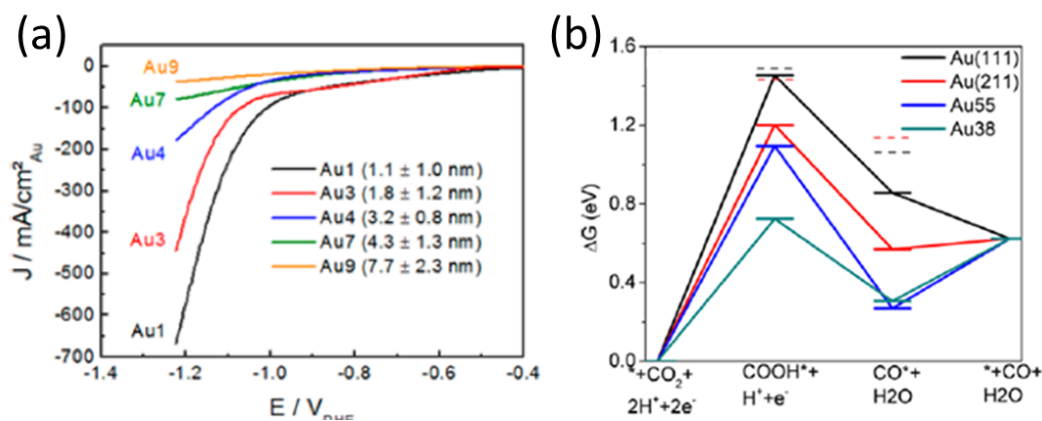 (a)
0
-100
-200
-300
-400
-500
-600
-700
J / mA/cm²Au
Au9
Au7
Au4
Au3
Au1
Au1 (1.1 ± 1.0 nm)
Au3 (1.8 ± 1.2 nm)
Au4 (3.2 ± 0.8 nm)
Au7 (4.3 ± 1.3 nm)
Au9 (7.7 ± 2.3 nm)
-1.4 -1.2 -1.0 -0.8 -0.6 -0.4
E / V
(b)
1.6
1.2
0.8
0.4
0.0
ΔG (eV)
Au(111)
Au(211)
Au55
Au38
*+CO₂+
2H⁺+2e⁻
COOH*+
H⁺+e⁻
CO*+
H2O
*+CO+
H2O